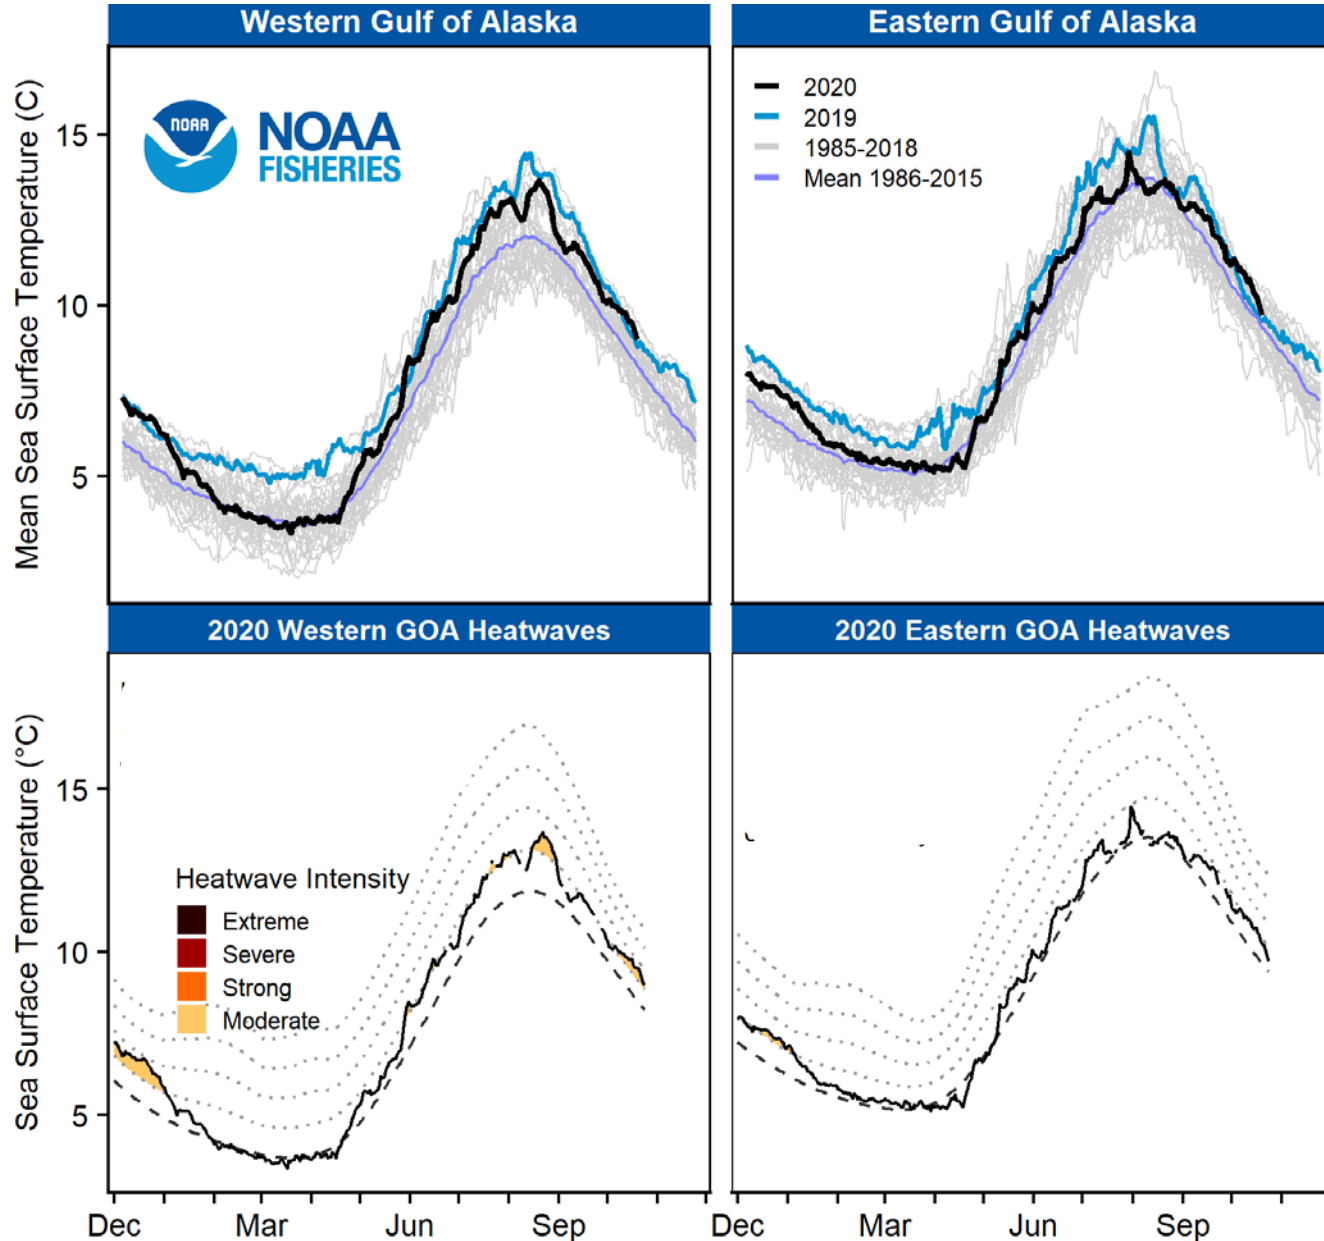 Western Gulf of Alaska
Eastern Gulf of Alaska
Mean Sea Surface Temperature (C)
15
10
5
NOAA
NOAA
FISHERIES
2020
2019
1985-2018
Mean 1986-2015
2020 Western GOA Heatwaves
2020 Eastern GOA Heatwaves
Sea Surface Temperature (°C)
15
10
5
Heatwave Intensity
Extreme
Severe
Strong
Moderate
Dec Mar Jun Sep
Dec Mar Jun Sep